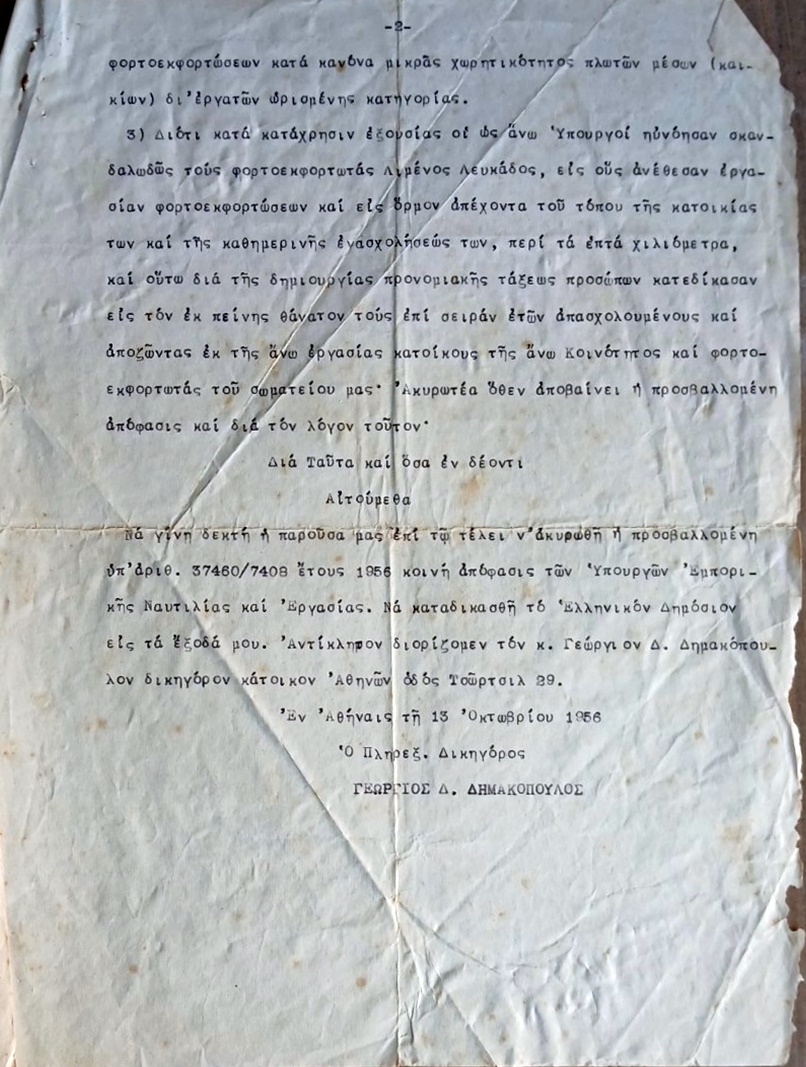 -2-
φορτοεκφορτώσεων κατά κανόνα μικρᾶς χωρητικότητος πλωτῶν μέσων (και-
κίων) δι'ἐργατῶν ὡρισμένης κατηγορίας.
3) Διότι κατά κατάχρησιν ἐξουσίας οἱ ὡς ἄνω Ὑπουργοί ηὐνόησαν σκαν-
δαλωδῶς τούς φορτοεκφορτωτάς Λιμένος Λευκάδος, εἰς οὕς ἀνέθεσαν ἐργα-
σίαν φορτοεκφορτώσεων καί εἰς ὅρμον ἀπέχοντα τοῦ τόπου τῆς κατοικίας
των καί τῆς καθημερινῆς ἐνασχολήσεώς των, περί τά ἑπτά χιλιόμετρα,
καί οὕτω διά τῆς δημιουργίας προνομιακῆς τάξεως προσώπων κατεδίκασαν
εἰς τόν ἐκ πείνης θάνατον τούς ἐπί σειράν ἐτῶν ἀπασχολουμένους καί
ἀποζῶντας ἐκ τῆς ἄνω ἐργασίας κατοίκους τῆς ἄνω Κοινότητος καί φορτο-
εκφορτωτάς τοῦ σωματείου μας· Ἀκυρωτέα ὅθεν ἀποβαίνει ἡ προσβαλλομένη
ἀπόφασις καί διά τόν λόγον τοῦτον·
Διά Ταῦτα καί ὅσα ἐν δέοντι
Αἰτούμεθα
Νά γίνῃ δεκτή ἡ παροῦσα μας ἐπί τῷ τέλει ν'ἀκυρωθῆ ἡ προσβαλλομένη
ὑπ'ἀριθ. 37460/7408 ἔτους 1956 κοινή ἀπόφασις τῶν Ὑπουργῶν Ἐμπορι-
κῆς Ναυτιλίας καί Ἐργασίας. Νά καταδικασθῆ τό Ἑλληνικόν Δημόσιον
εἰς τά ἔξοδά μου. Ἀντίκλητον διορίζομεν τόν κ. Γεώργιον Δ. Δημακόπου-
λον δικηγόρον κάτοικον Ἀθηνῶν ὁδός Τσῶρτσιλ 29.
Ἐν Ἀθήναις τῇ 13 Ὀκτωβρίου 1956
Ὁ Πληρεξ. Δικηγόρος
ΓΕΩΡΓΙΟΣ Δ. ΔΗΜΑΚΟΠΟΥΛΟΣ